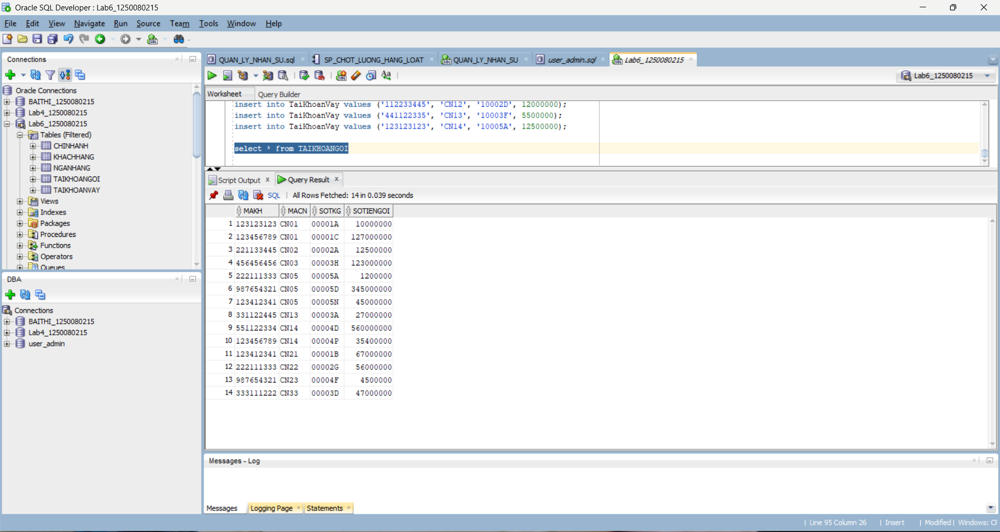 Oracle SQL Developer : Lab6_1250080215
File Edit View Navigate Run Source Team Tools Window Help
Connections
Oracle Connections
BAITHI_1250080215
Lab4_1250080215
Lab6_1250080215
Tables (Filtered)
CHINHANH
KHACHHANG
NGANHANG
TAIKHOANGOI
TAIKHOANVAY
Views
Indexes
Packages
Procedures
Functions
Operators
Queues
DBA
Connections
BAITHI_1250080215
Lab4_1250080215
user_admin
QUAN_LY_NHAN_SU.sql SP_CHOT_LUONG_HANG_LOAT QUAN_LY_NHAN_SU user_admin.sql Lab6_1250080215
Lab6_1250080215
Worksheet Query Builder
insert into TaiKhoanVay values ('112233445', 'CN12', '10002D', 12000000);
insert into TaiKhoanVay values ('441122335', 'CN13', '10003F', 5500000);
insert into TaiKhoanVay values ('123123123', 'CN14', '10005A', 12500000);
select * from TAIKHOANGOI
Script Output x Query Result x
SQL | All Rows Fetched: 14 in 0.039 seconds
MAKH MACN SOTKG SOTIENGOI
1 123123123 CN01 00001A 10000000
2 123456789 CN01 00001C 127000000
3 221133445 CN02 00002A 12500000
4 456456456 CN03 00003H 123000000
5 222111333 CN05 00005A 1200000
6 987654321 CN05 00005D 345000000
7 123412341 CN05 00005N 45000000
8 331122445 CN13 00003A 27000000
9 551122334 CN14 00004D 560000000
10 123456789 CN14 00004P 35400000
11 123412341 CN21 00001B 67000000
12 222111333 CN22 00002G 56000000
13 987654321 CN23 00004F 4500000
14 333111222 CN33 00003D 47000000
Messages - Log
Messages Logging Page Statements
| Line 95 Column 26 | Insert | Modified | Windows: CF